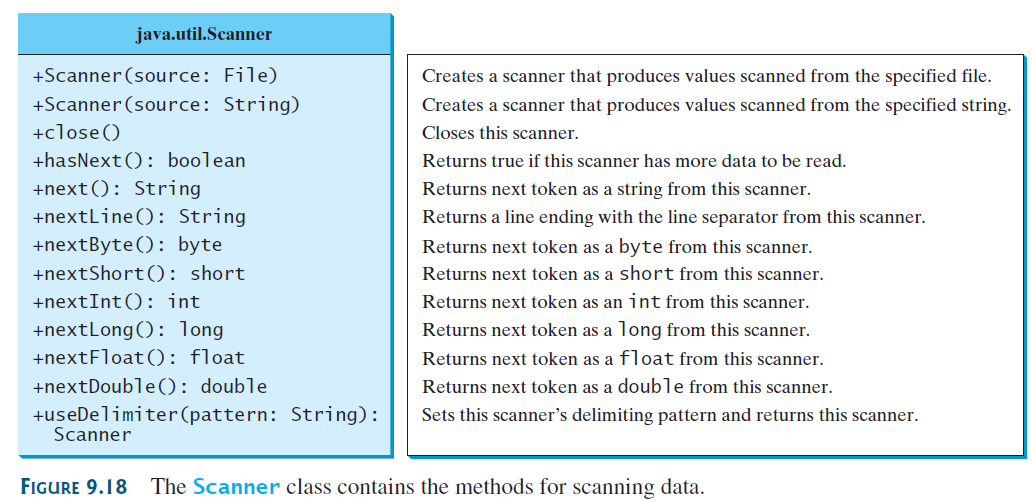 java.util.Scanner
+Scanner(source: File) Creates a scanner that produces values scanned from the specified file.
+Scanner(source: String) Creates a scanner that produces values scanned from the specified string.
+close() Closes this scanner.
+hasNext(): boolean Returns true if this scanner has more data to be read.
+next(): String Returns next token as a string from this scanner.
+nextLine(): String Returns a line ending with the line separator from this scanner.
+nextByte(): byte Returns next token as a byte from this scanner.
+nextShort(): short Returns next token as a short from this scanner.
+nextInt(): int Returns next token as an int from this scanner.
+nextLong(): long Returns next token as a long from this scanner.
+nextFloat(): float Returns next token as a float from this scanner.
+nextDouble(): double Returns next token as a double from this scanner.
+useDelimiter(pattern: String): Sets this scanner’s delimiting pattern and returns this scanner.
Scanner
FIGURE 9.18 The Scanner class contains the methods for scanning data.